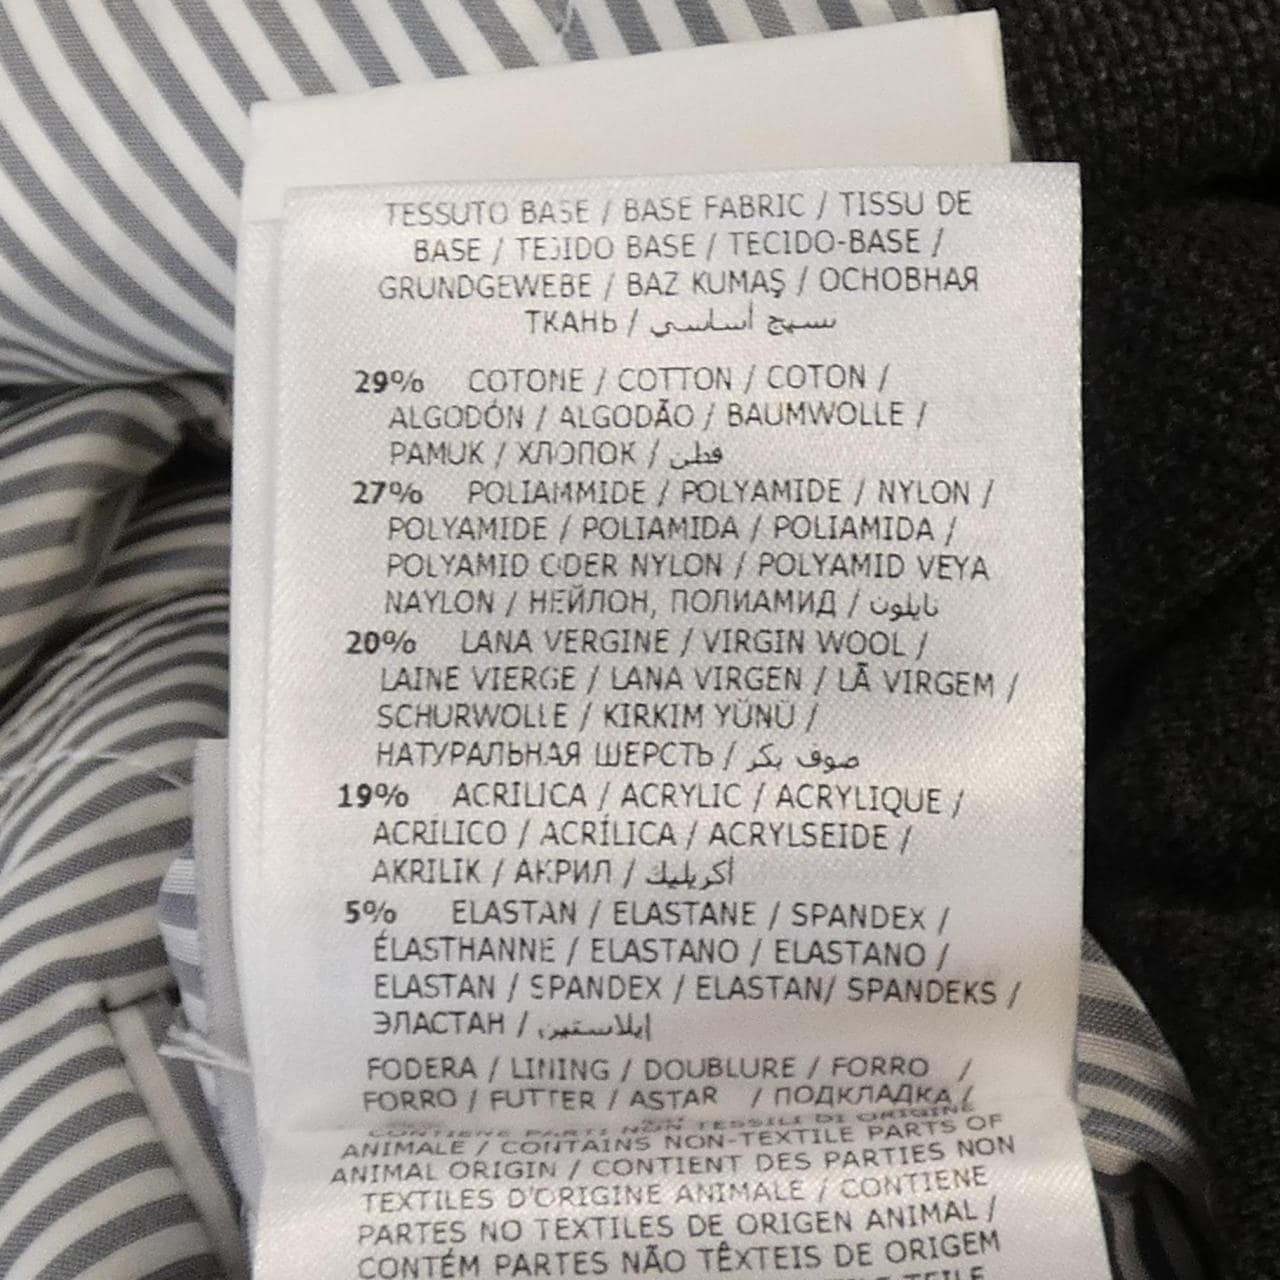 TESSUTO BASE / BASE FABRIC / TISSU DE
BASE / TEJIDO BASE / TECIDO-BASE /
GRUNDGEWEBE / BAZ KUMAŞ / ОСНОВНАЯ
ТКАНЬ / نسيج أساسي
29% COTONE / COTTON / COTON /
ALGODÓN / ALGODÃO / BAUMWOLLE /
PAMUK / ХЛОПОК / قطن
27% POLIAMMIDE / POLYAMIDE / NYLON /
POLYAMIDE / POLIAMIDA / POLIAMIDA /
POLYAMID ODER NYLON / POLYAMID VEYA
NAYLON / НЕЙЛОН, ПОЛИАМИД / نايلون
20% LANA VERGINE / VIRGIN WOOL /
LAINE VIERGE / LANA VIRGEN / LÃ VIRGEM /
SCHURWOLLE / KIRKIM YÜNÜ /
НАТУРАЛЬНАЯ ШЕРСТЬ / صوف بكر
19% ACRILICA / ACRYLIC / ACRYLIQUE /
ACRÍLICO / ACRÍLICA / ACRYLSEIDE /
AKRILIK / АКРИЛ / أكريليك
5% ELASTAN / ELASTANE / SPANDEX /
ÉLASTHANNE / ELASTANO / ELASTANO /
ELASTAN / SPANDEX / ELASTAN/ SPANDEKS /
ЭЛАСТАН / إيلاستين
FODERA / LINING / DOUBLURE / FORRO /
FORRO / FUTTER / ASTAR / ПОДКЛАДКА /
CONTIENE PARTI NON TESSILI DI ORIGINE
ANIMALE / CONTAINS NON-TEXTILE PARTS OF
ANIMAL ORIGIN / CONTIENT DES PARTIES NON
TEXTILES D'ORIGINE ANIMALE / CONTIENE
PARTES NO TEXTILES DE ORIGEN ANIMAL /
CONTÉM PARTES NÃO TÊXTEIS DE ORIGEM